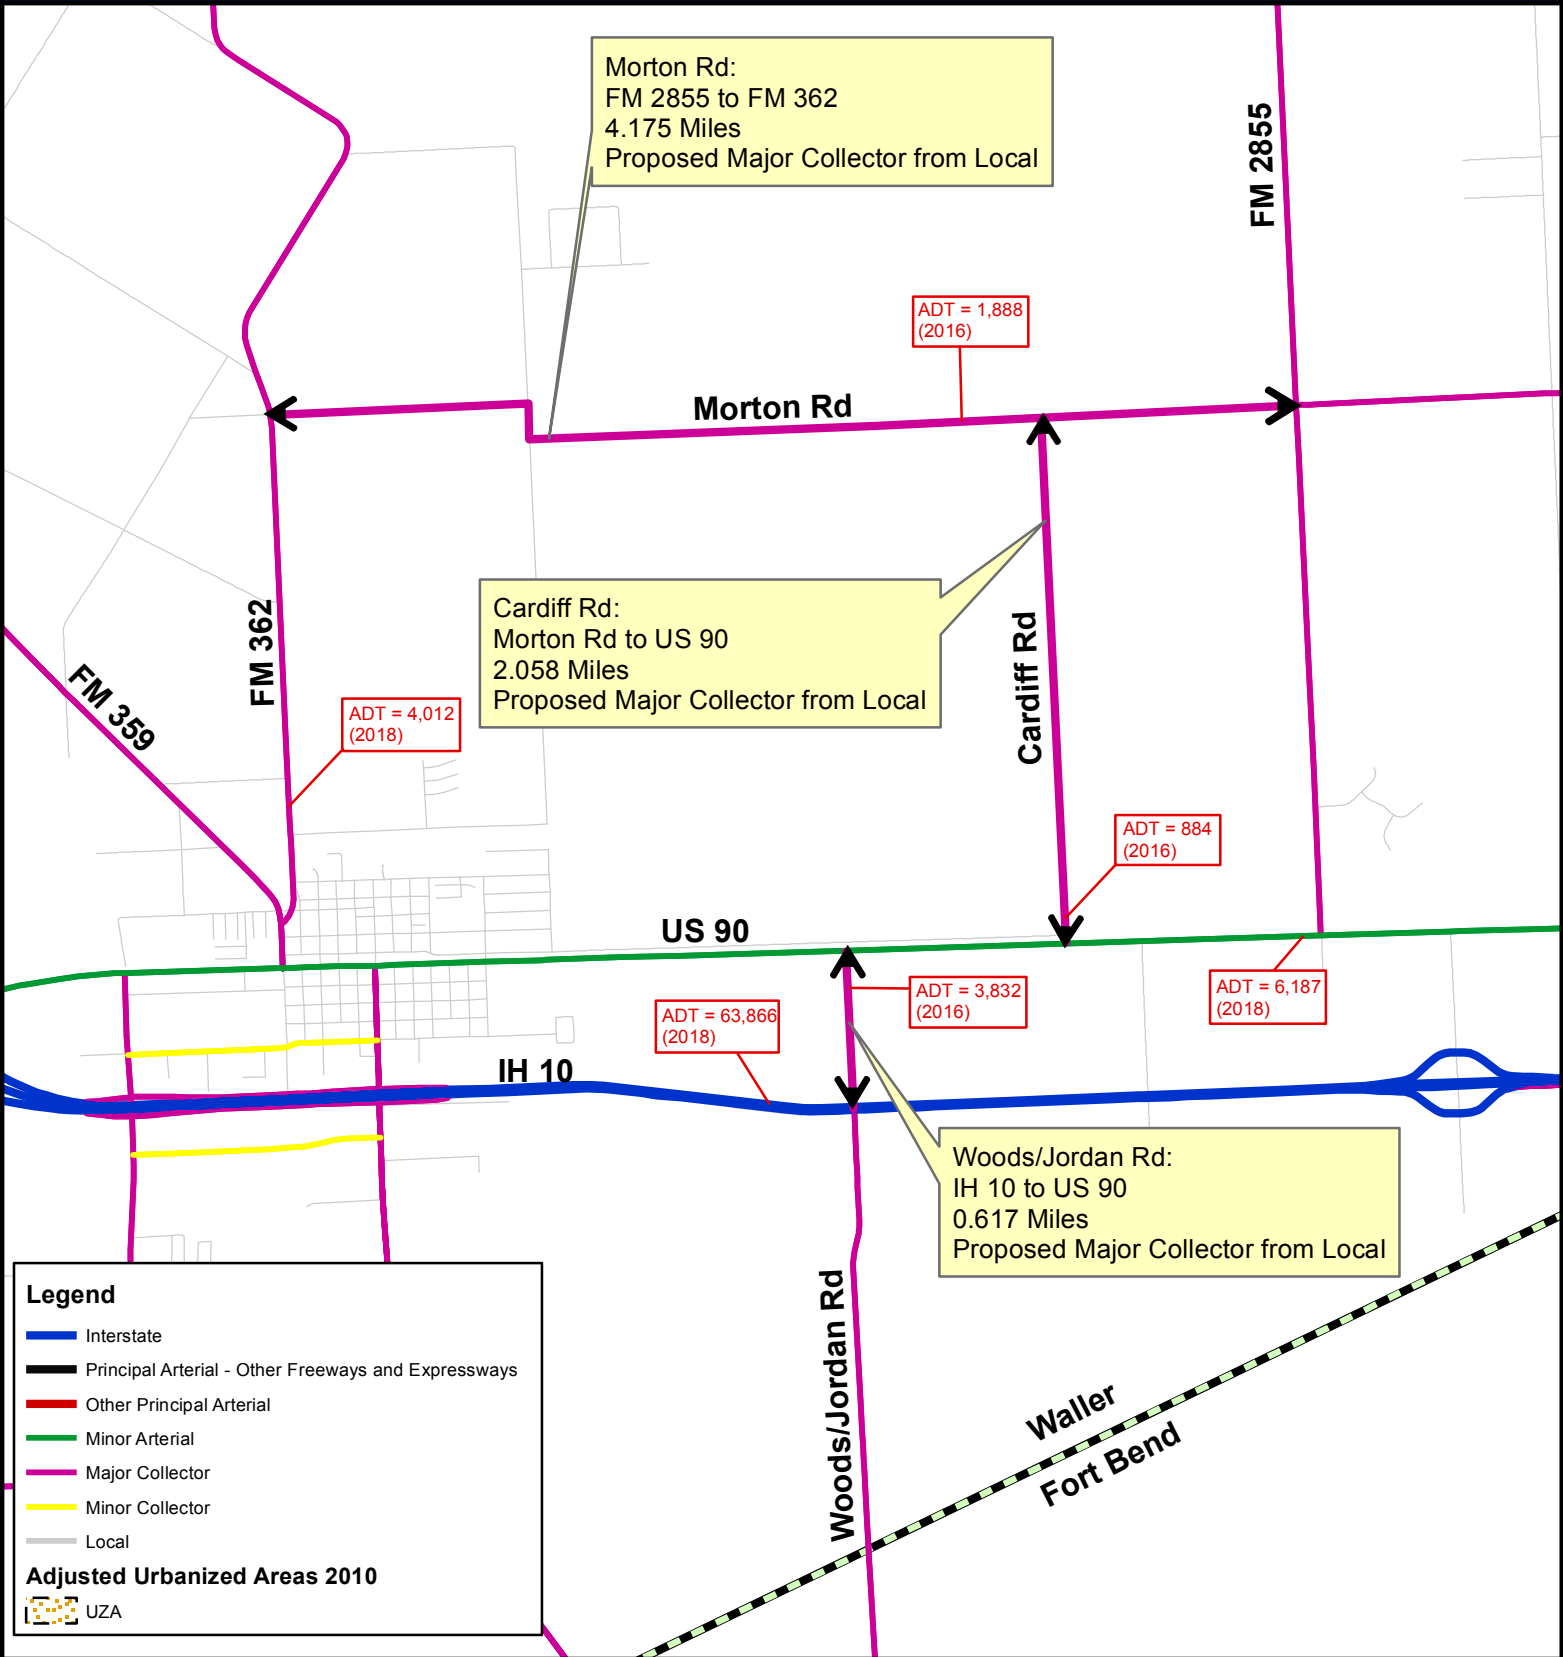 Morton Rd:
FM 2855 to FM 362
4.175 Miles
Proposed Major Collector from Local
FM 2855
ADT = 1,888
(2016)
Morton Rd
Cardiff Rd:
Morton Rd to US 90
2.058 Miles
Proposed Major Collector from Local
FM 362
FM 359
Cardiff Rd
ADT = 4,012
(2018)
ADT = 884
(2016)
US 90
ADT = 3,832
(2016)
ADT = 6,187
(2018)
ADT = 63,866
(2018)
IH 10
Woods/Jordan Rd:
IH 10 to US 90
0.617 Miles
Proposed Major Collector from Local
Woods/Jordan Rd
Waller
Fort Bend
Legend
Interstate
Principal Arterial - Other Freeways and Expressways
Other Principal Arterial
Minor Arterial
Major Collector
Minor Collector
Local
Adjusted Urbanized Areas 2010
UZA